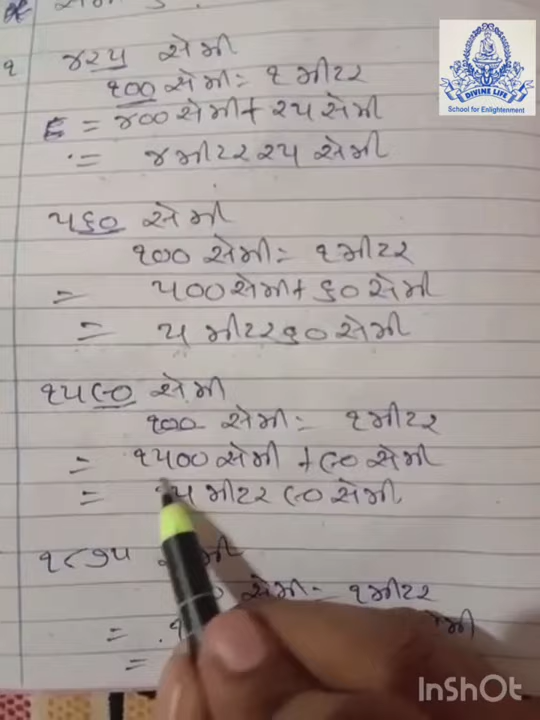 ૧ ૪૨૫ સેમી
૧૦૦ સેમી = ૧ મીટર
= ૪૦૦ સેમી + ૨૫ સેમી
= ૪ મીટર ૨૫ સેમી
૫૬૦ સેમી
૧૦૦ સેમી = ૧ મીટર
= ૫૦૦ સેમી + ૬૦ સેમી
= ૫ મીટર ૬૦ સેમી
૧૫૯૦ સેમી
૧૦૦ સેમી = ૧ મીટર
= ૧૫૦૦ સેમી + ૯૦ સેમી
= ૧૫ મીટર ૯૦ સેમી
૧૮૭૫ સેમી
સેમી = ૧ મીટર
=
=
DIVINE LIFE
School for Enlightenment
InShOt